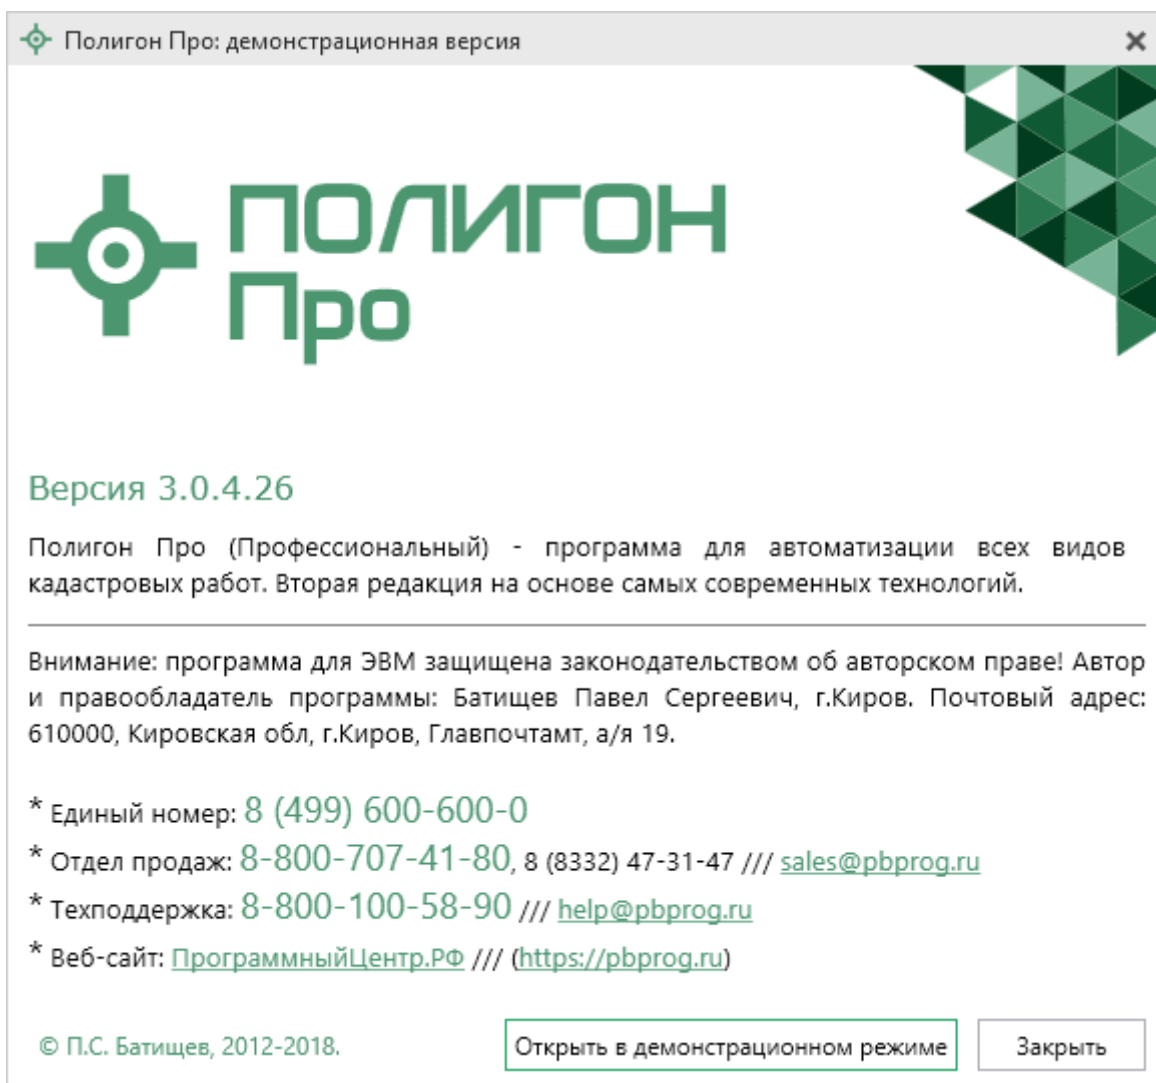 Полигон Про: демонстрационная версия
ПОЛИГОН
Про
Версия 3.0.4.26
Полигон Про (Профессиональный) - программа для автоматизации всех видов
кадастровых работ. Вторая редакция на основе самых современных технологий.
Внимание: программа для ЭВМ защищена законодательством об авторском праве! Автор
и правообладатель программы: Батищев Павел Сергеевич, г.Киров. Почтовый адрес:
610000, Кировская обл, г.Киров, Главпочтамт, а/я 19.
* Единый номер: 8 (499) 600-600-0
* Отдел продаж: 8-800-707-41-80, 8 (8332) 47-31-47 /// sales@pbprog.ru
* Техподдержка: 8-800-100-58-90 /// help@pbprog.ru
* Веб-сайт: ПрограммныйЦентр.РФ /// (https://pbprog.ru)
© П.С. Батищев, 2012-2018.
Открыть в демонстрационном режиме
Закрыть